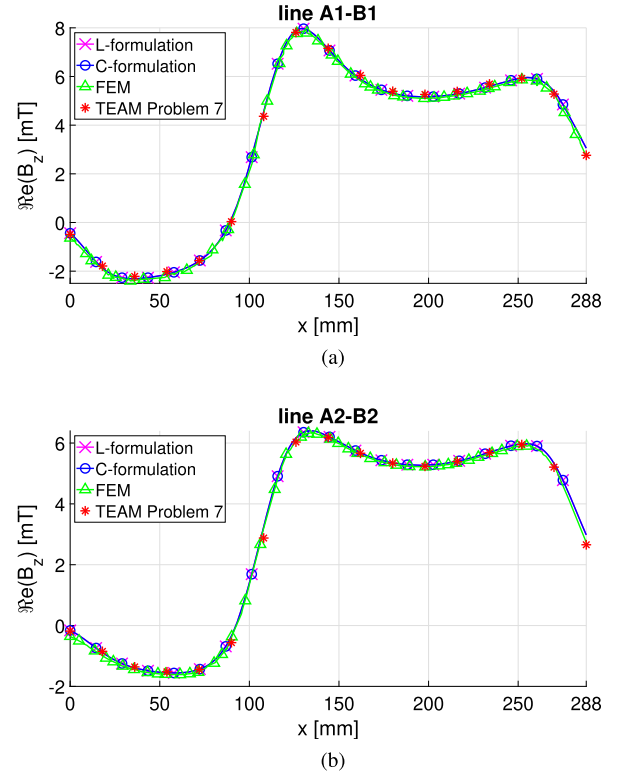 line A1-B1
L-formulation
C-formulation
FEM
TEAM Problem 7
ℜe(B_z) [mT]
8
6
4
2
0
-2
0 50 100 150 200 250 288
x [mm]
(a)
line A2-B2
L-formulation
C-formulation
FEM
TEAM Problem 7
ℜe(B_z) [mT]
6
4
2
0
-2
0 50 100 150 200 250 288
x [mm]
(b)